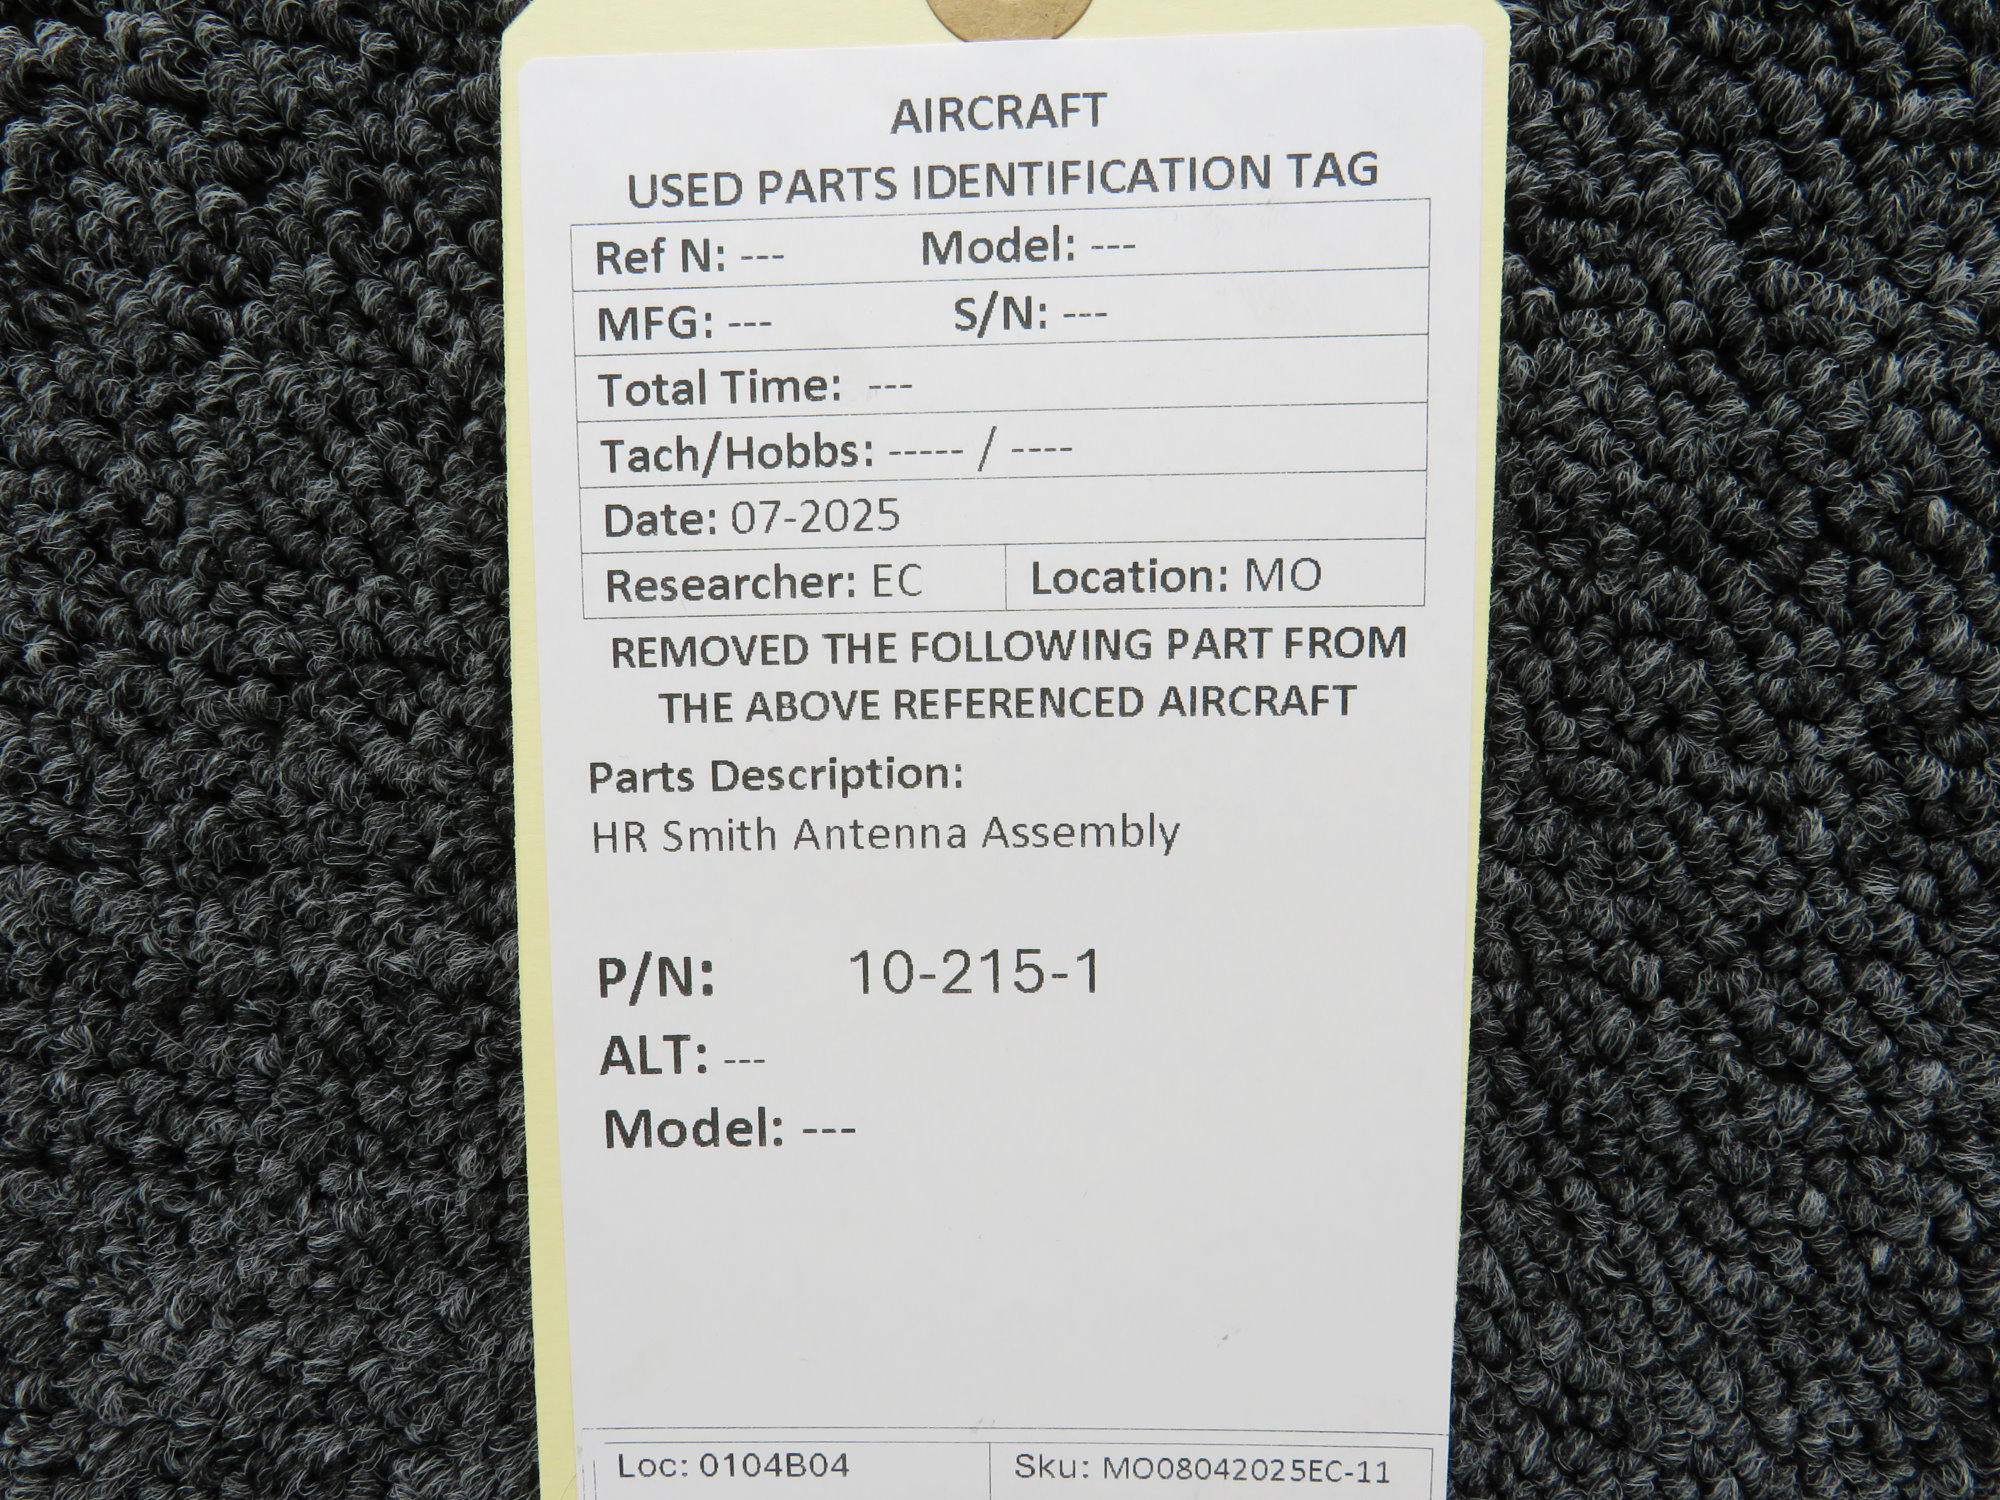 AIRCRAFT
USED PARTS IDENTIFICATION TAG
Ref N: --- Model: ---
MFG: --- S/N: ---
Total Time: ---
Tach/Hobbs: ----- / ----
Date: 07-2025
Researcher: EC Location: MO
REMOVED THE FOLLOWING PART FROM
THE ABOVE REFERENCED AIRCRAFT
Parts Description:
HR Smith Antenna Assembly
P/N: 10-215-1
ALT: ---
Model: ---
Loc: 0104B04 Sku: MO08042025EC-11